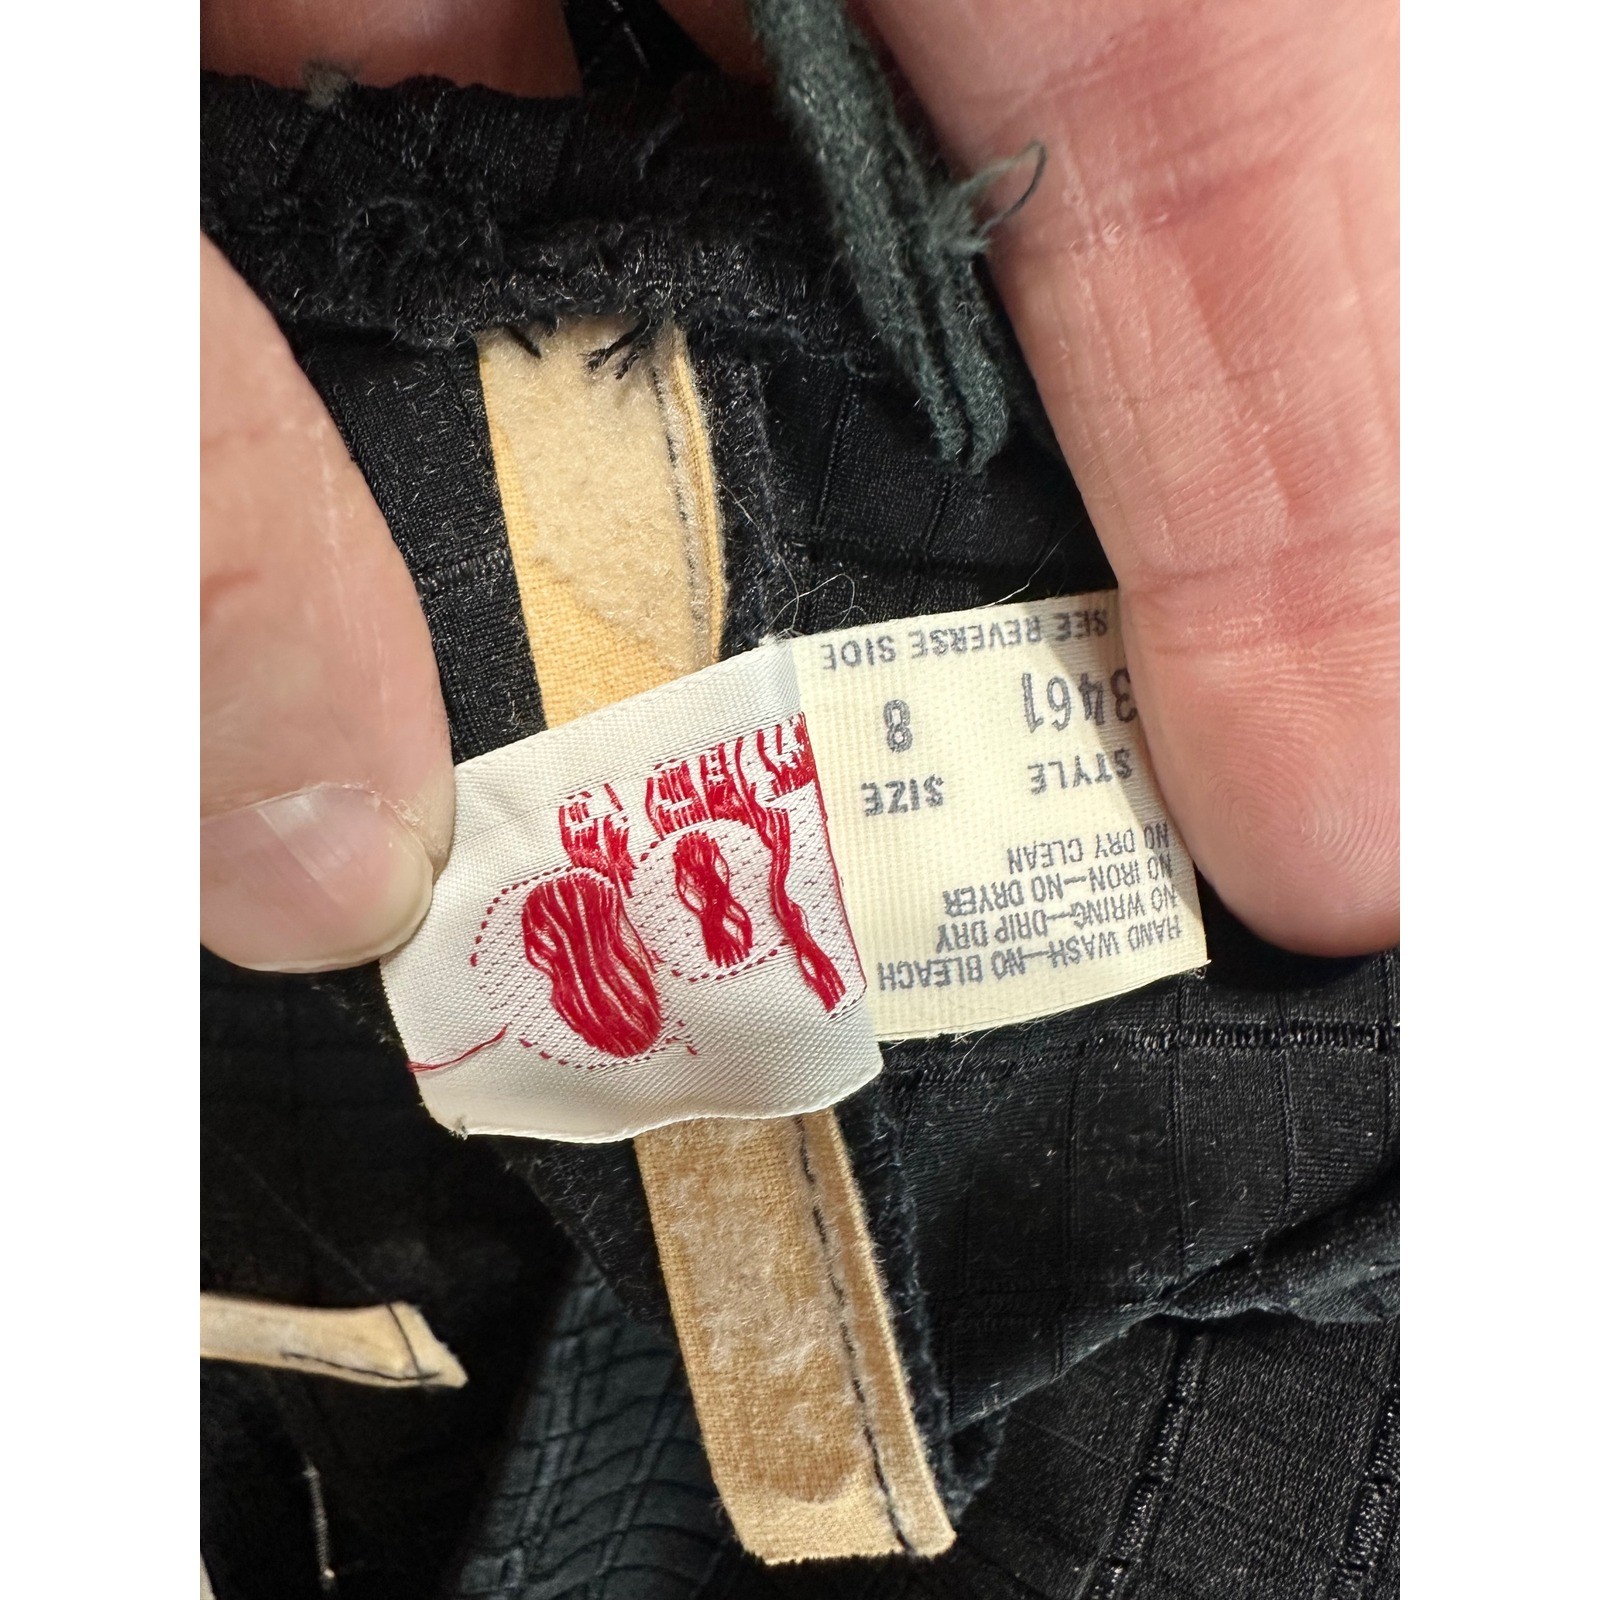 HAND WASH—NO BLEACH
NO WRING—DRIP DRY
NO IRON—NO DRYER
NO DRY CLEAN
STYLE SIZE
3461 8
SEE REVERSE SIDE